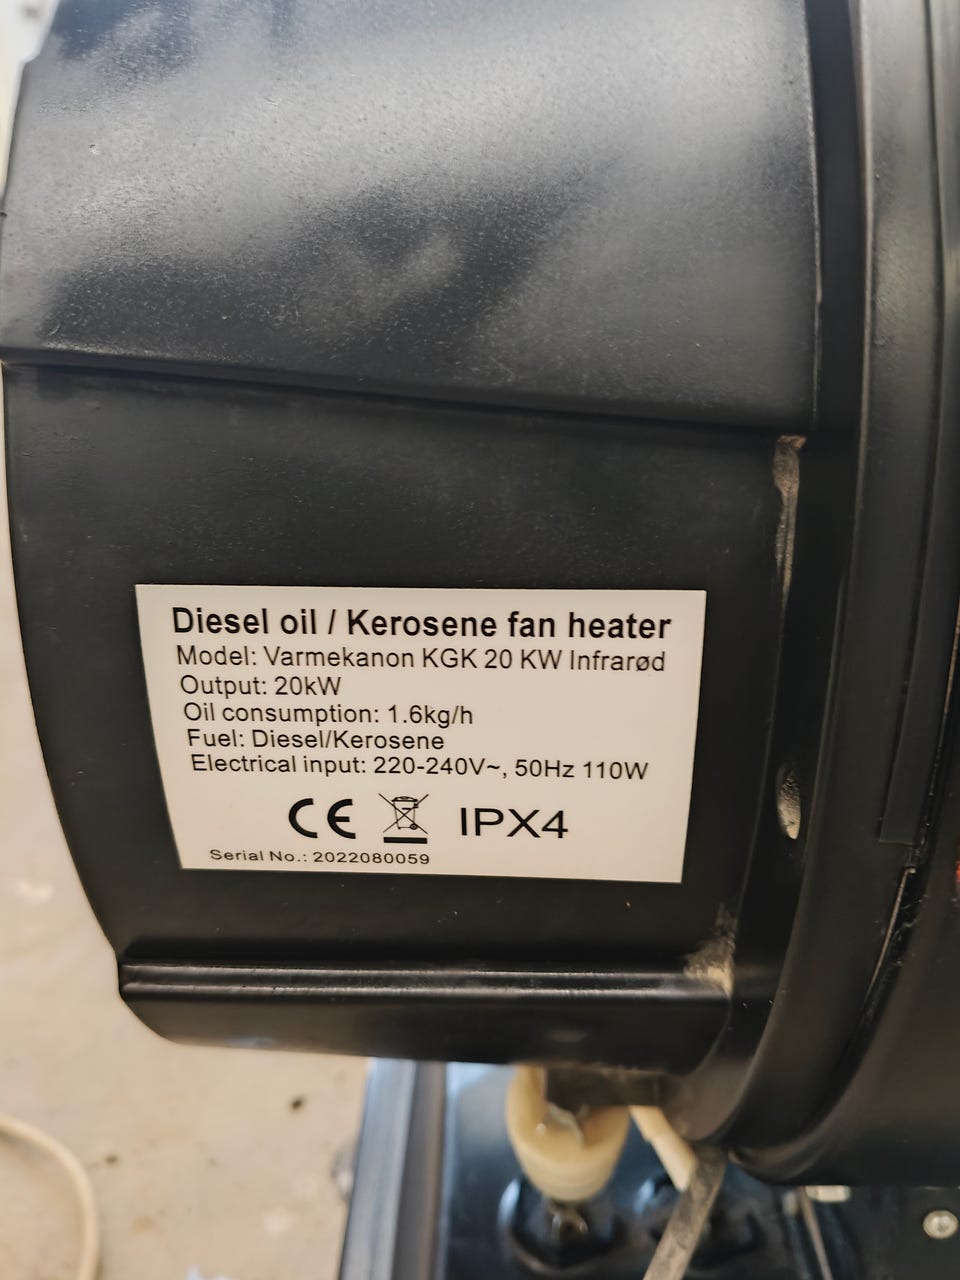 Diesel oil / Kerosene fan heater
Model: Varmekanon KGK 20 KW Infrarød
Output: 20kW
Oil consumption: 1.6kg/h
Fuel: Diesel/Kerosene
Electrical input: 220-240V~, 50Hz 110W
CE IPX4
Serial No.: 2022080059